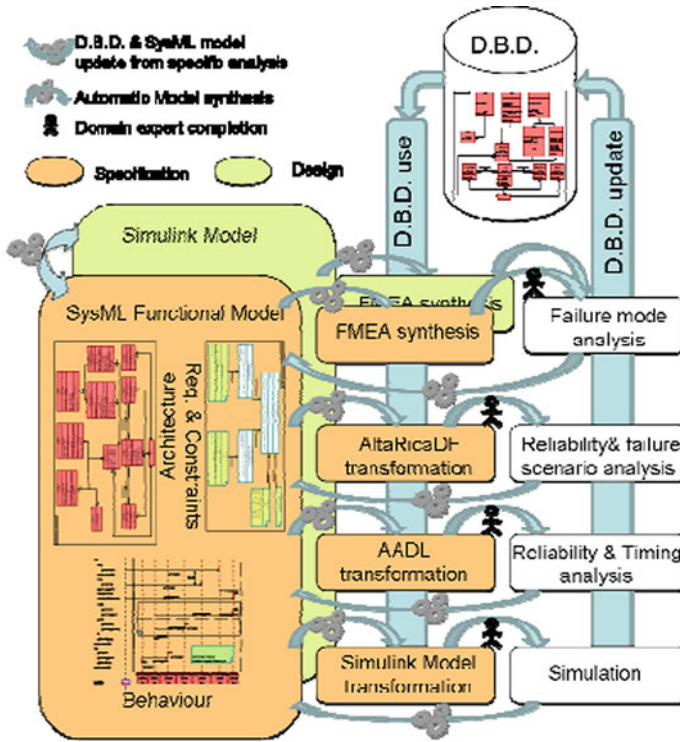 D.B.D. & SysML model
update from specific analysis
Automatic Model synthesis
Domain expert completion
Specification
Design
D.B.D.
D.B.D. use
D.B.D. update
Simulink Model
SysML Functional Model
Architecture
Req. & Constraints
Behaviour
FMEA synthesis
FMEA synthesis
Failure mode
analysis
AltaRicaDF
transformation
Reliability& failure
scenario analysis
AADL
transformation
Reliability & Timing
analysis
Simulink Model
transformation
Simulation